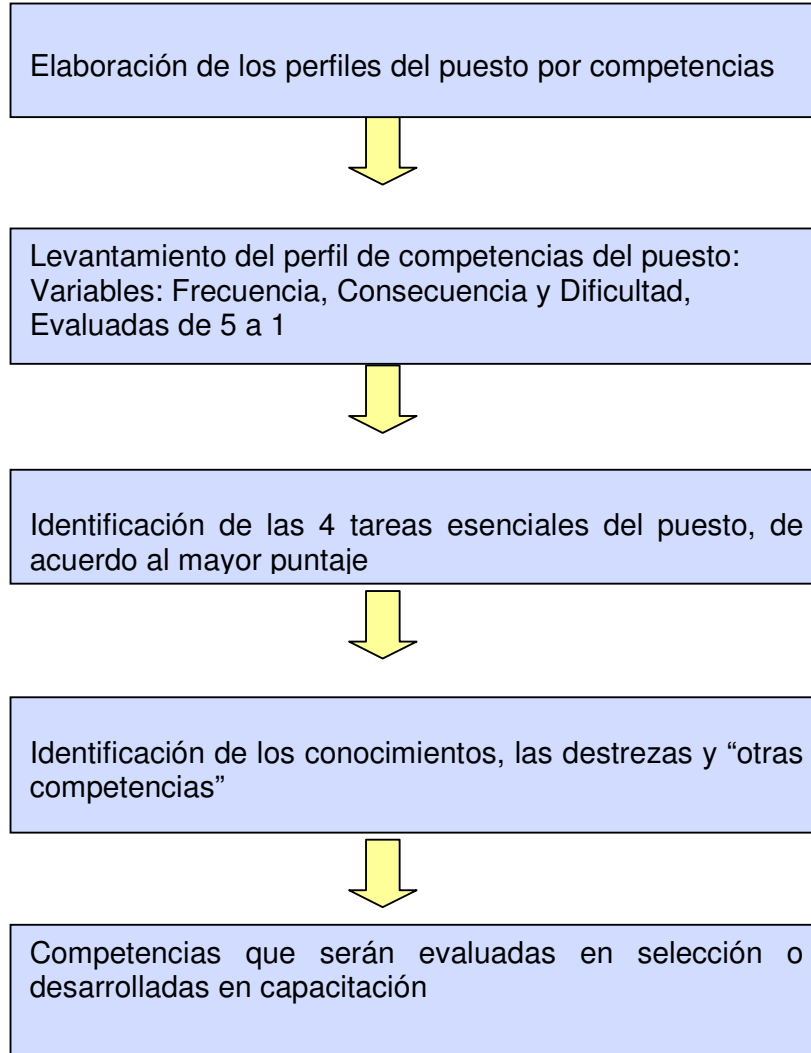 Elaboración de los perfiles del puesto por competencias
Levantamiento del perfil de competencias del puesto:
Variables: Frecuencia, Consecuencia y Dificultad,
Evaluadas de 5 a 1
Identificación de las 4 tareas esenciales del puesto, de
acuerdo al mayor puntaje
Identificación de los conocimientos, las destrezas y “otras
competencias”
Competencias que serán evaluadas en selección o
desarrolladas en capacitación